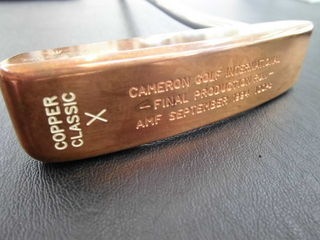 COPPER
CLASSIC
X
CAMERON GOLF INTERNATIONAL
— FINAL PRODUCTION RUN —
AMF SEPTEMBER 1994